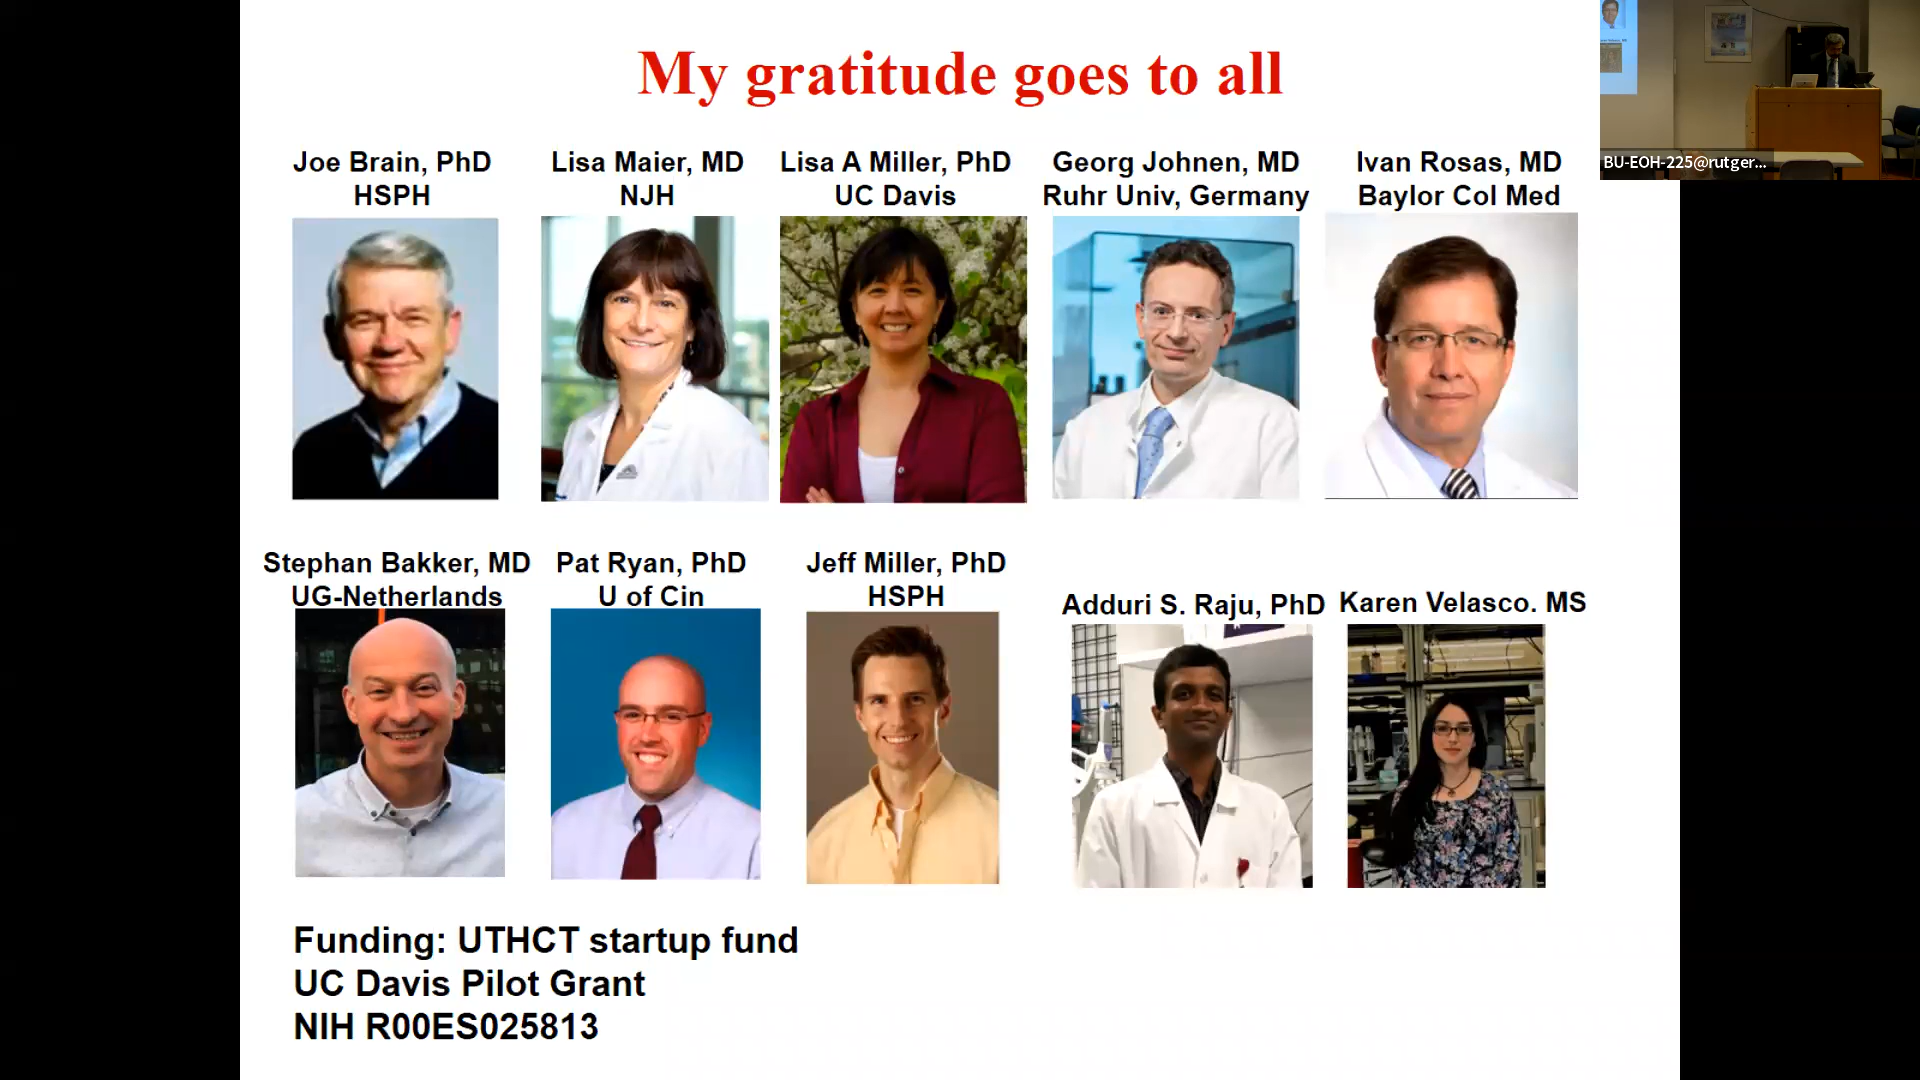 My gratitude goes to all
Joe Brain, PhD
HSPH
Lisa Maier, MD
NJH
Lisa A Miller, PhD
UC Davis
Georg Johnen, MD
Ruhr Univ, Germany
Ivan Rosas, MD
Baylor Col Med
Stephan Bakker, MD
UG-Netherlands
Pat Ryan, PhD
U of Cin
Jeff Miller, PhD
HSPH
Adduri S. Raju, PhD
Karen Velasco. MS
Funding: UTHCT startup fund
UC Davis Pilot Grant
NIH R00ES025813
BU-EOH-225@rutger...